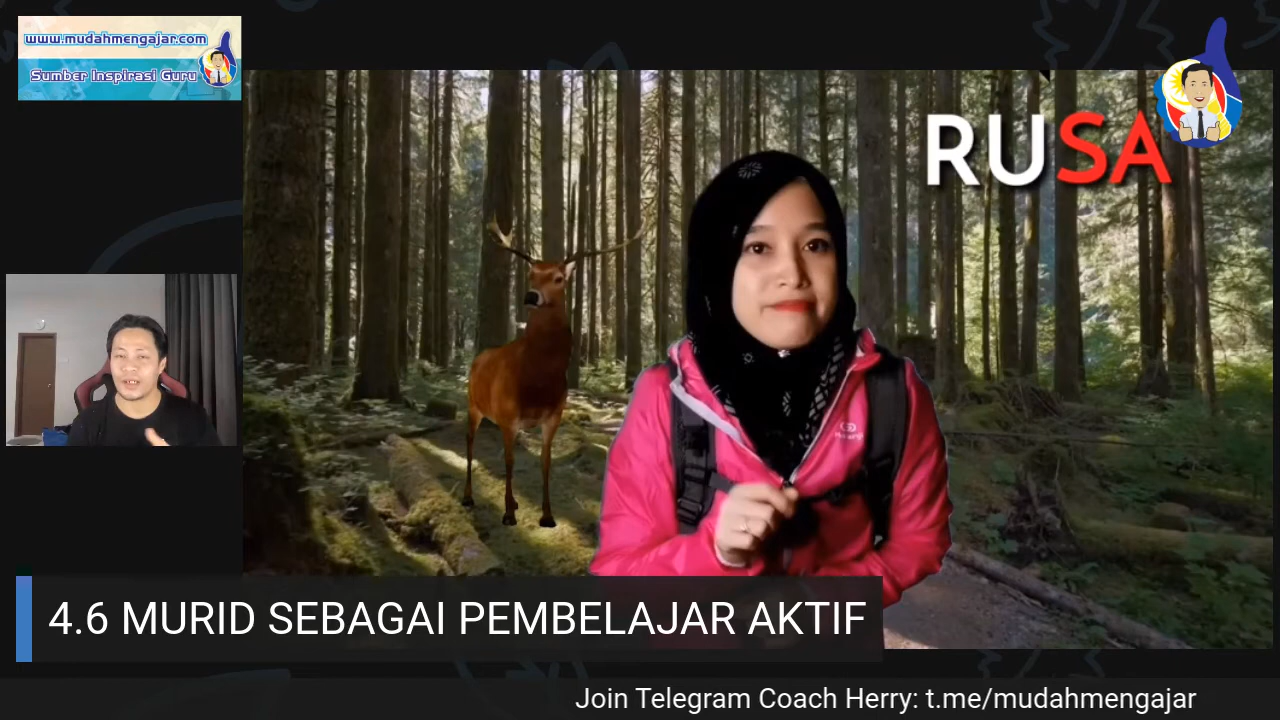 www.mudahmengajar.com
Sumber Inspirasi Guru
RUSA
4.6 MURID SEBAGAI PEMBELAJAR AKTIF
Join Telegram Coach Herry: t.me/mudahmengajar